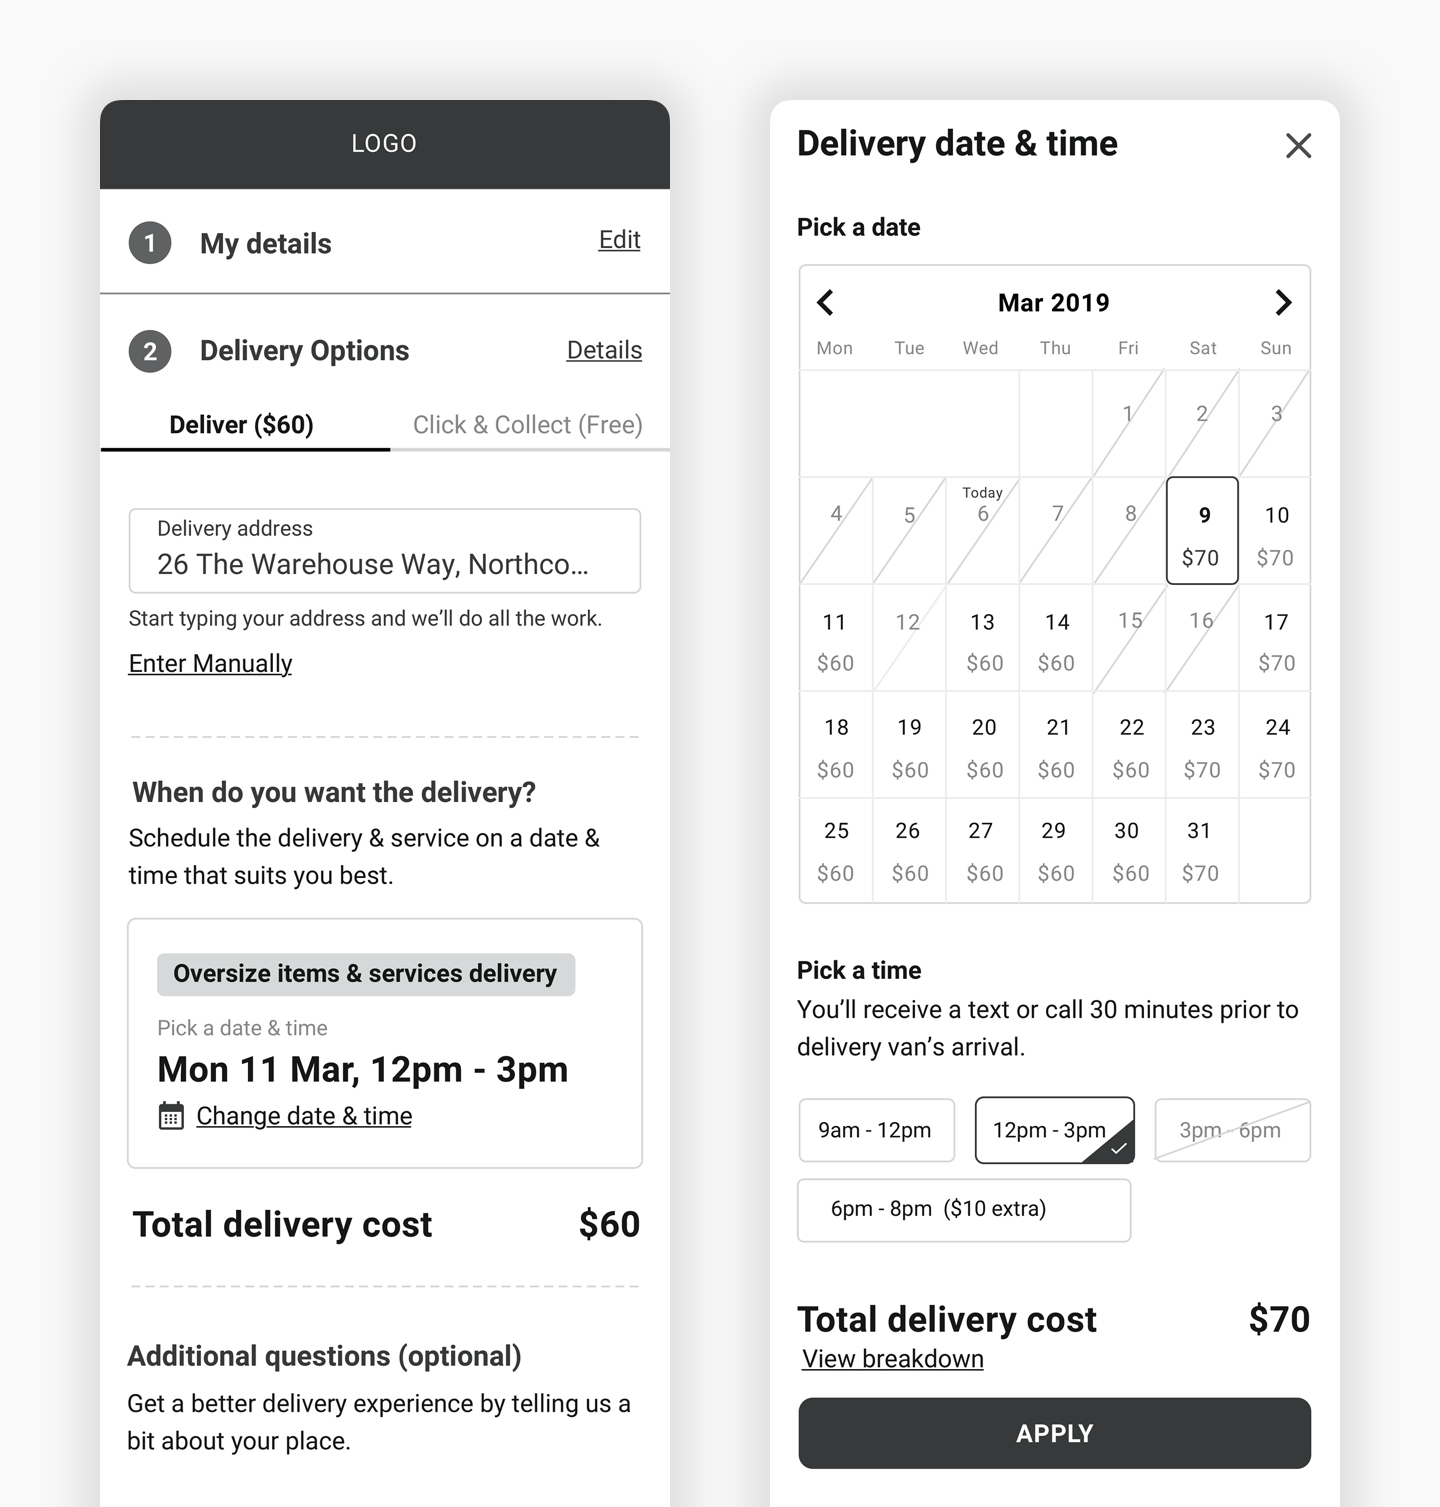 LOGO
1 My details Edit
2 Delivery Options Details
Deliver ($60) Click & Collect (Free)
Delivery address
26 The Warehouse Way, Northco...
Start typing your address and we’ll do all the work.
Enter Manually
When do you want the delivery?
Schedule the delivery & service on a date &
time that suits you best.
Oversize items & services delivery
Pick a date & time
Mon 11 Mar, 12pm - 3pm
Change date & time
Total delivery cost $60
Additional questions (optional)
Get a better delivery experience by telling us a
bit about your place.
Delivery date & time
Pick a date
Mar 2019
Mon Tue Wed Thu Fri Sat Sun
1 2 3
Today
4 5 6 7 8 9 10
$70 $70
11 12 13 14 15 16 17
$60 $60 $60 $70
18 19 20 21 22 23 24
$60 $60 $60 $60 $60 $70 $70
25 26 27 29 30 31
$60 $60 $60 $60 $60 $70
Pick a time
You’ll receive a text or call 30 minutes prior to
delivery van’s arrival.
9am - 12pm 12pm - 3pm 3pm - 6pm
6pm - 8pm ($10 extra)
Total delivery cost $70
View breakdown
APPLY